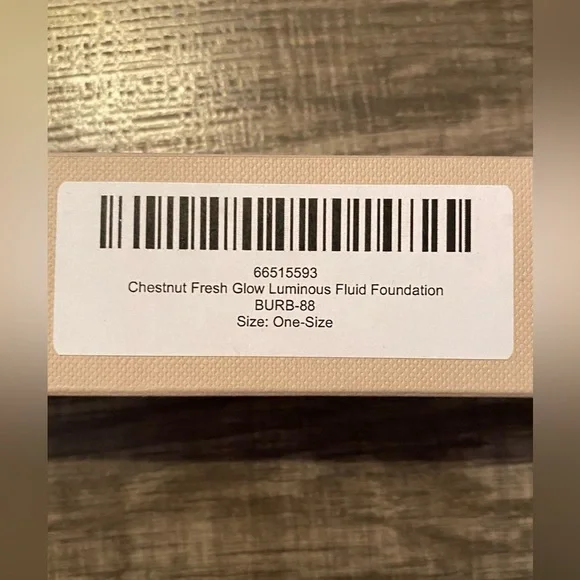 66515593
Chestnut Fresh Glow Luminous Fluid Foundation
BURB-88
Size: One-Size